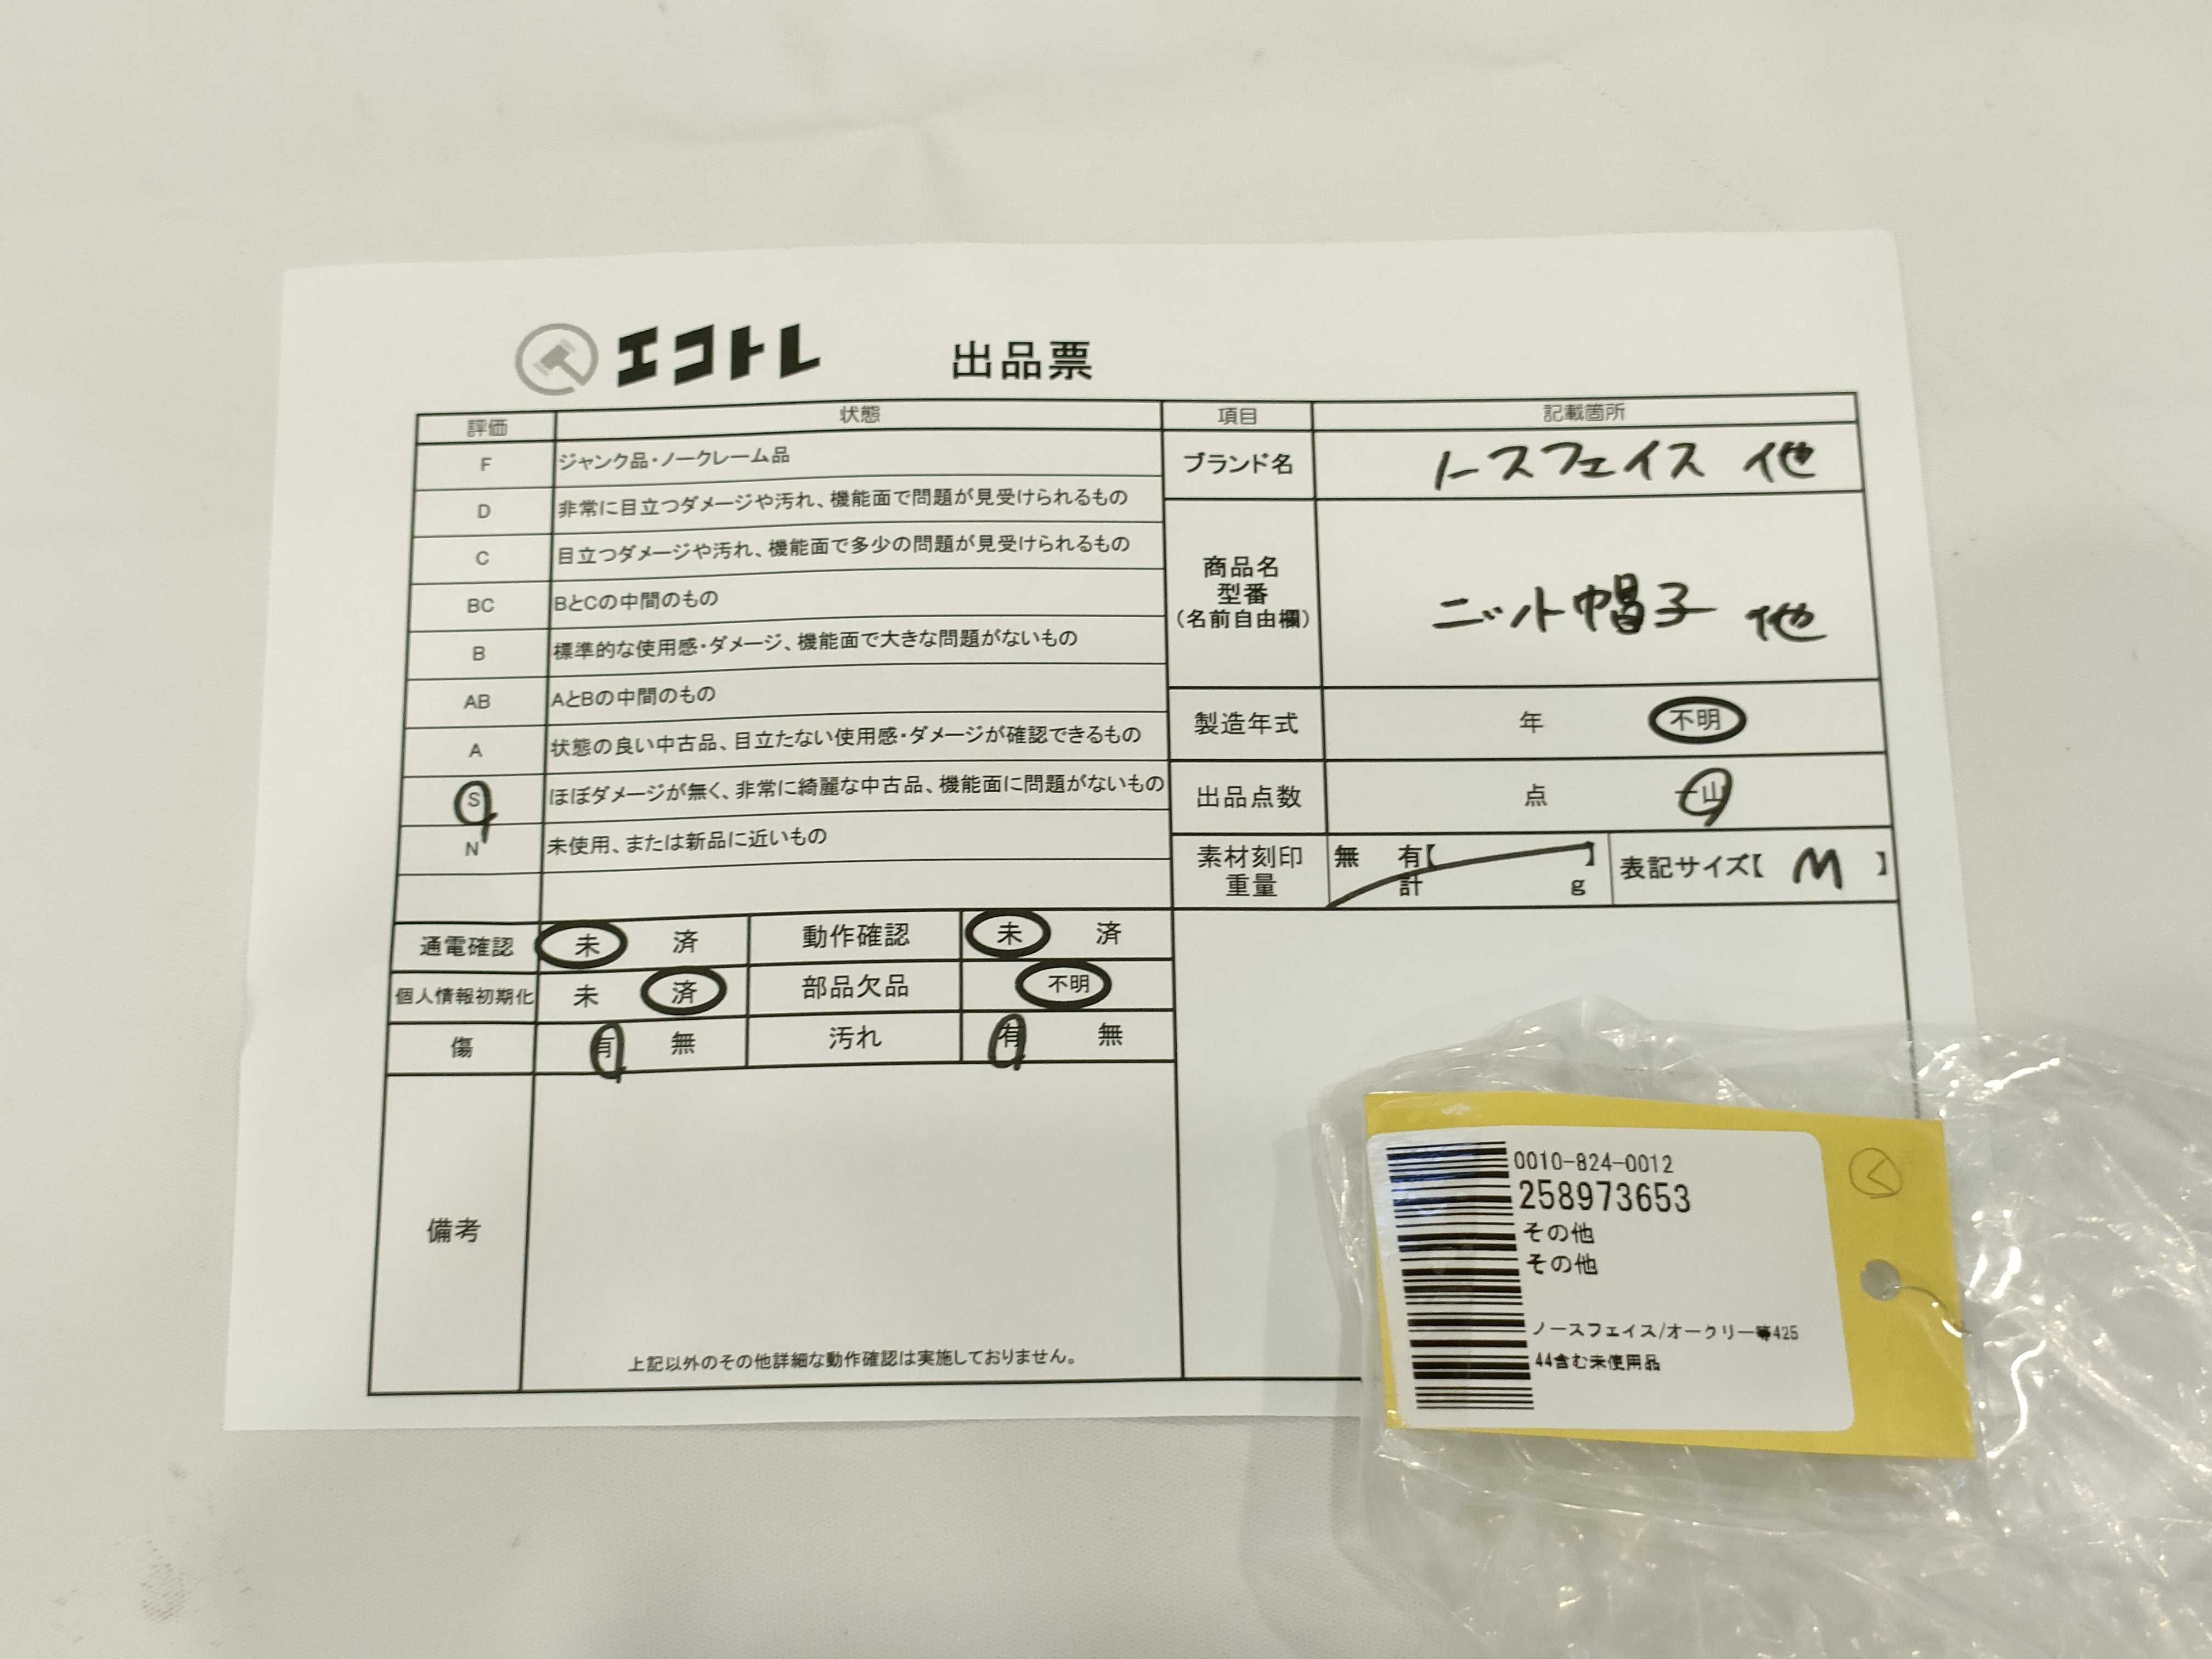 エコトレ 出品票
評価 状態 項目 記載箇所
F ジャンク品・ノークレーム品
D 非常に目立つダメージや汚れ、機能面で問題が見受けられるもの
C 目立つダメージや汚れ、機能面で多少の問題が見受けられるもの
BC BとCの中間のもの
B 標準的な使用感・ダメージ、機能面で大きな問題がないもの
AB AとBの中間のもの
A 状態の良い中古品、目立たない使用感・ダメージが確認できるもの
S ほぼダメージが無く、非常に綺麗な中古品、機能面に問題がないもの
N 未使用、または新品に近いもの
ブランド名 ノースフェイス 他
商品名
型番
(名前自由欄)
ニット帽子 他
製造年式 年 不明
出品点数 点 一山
素材刻印 無 有【 】
重量 計 g
表記サイズ【 M 】
通電確認 未 済 動作確認 未 済
個人情報初期化 未 済 部品欠品 不明
傷 有 無 汚れ 有 無
備考
上記以外のその他詳細な動作確認は実施しておりません。
0010-824-0012
258973653
その他
その他
ノースフェイス/オークリー等425
44含む未使用品